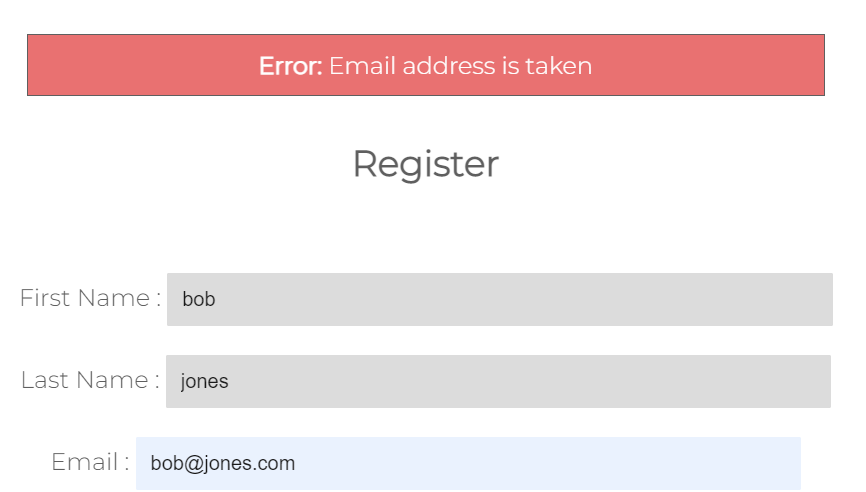 Error: Email address is taken
Register
First Name : bob
Last Name : jones
Email : bob@jones.com